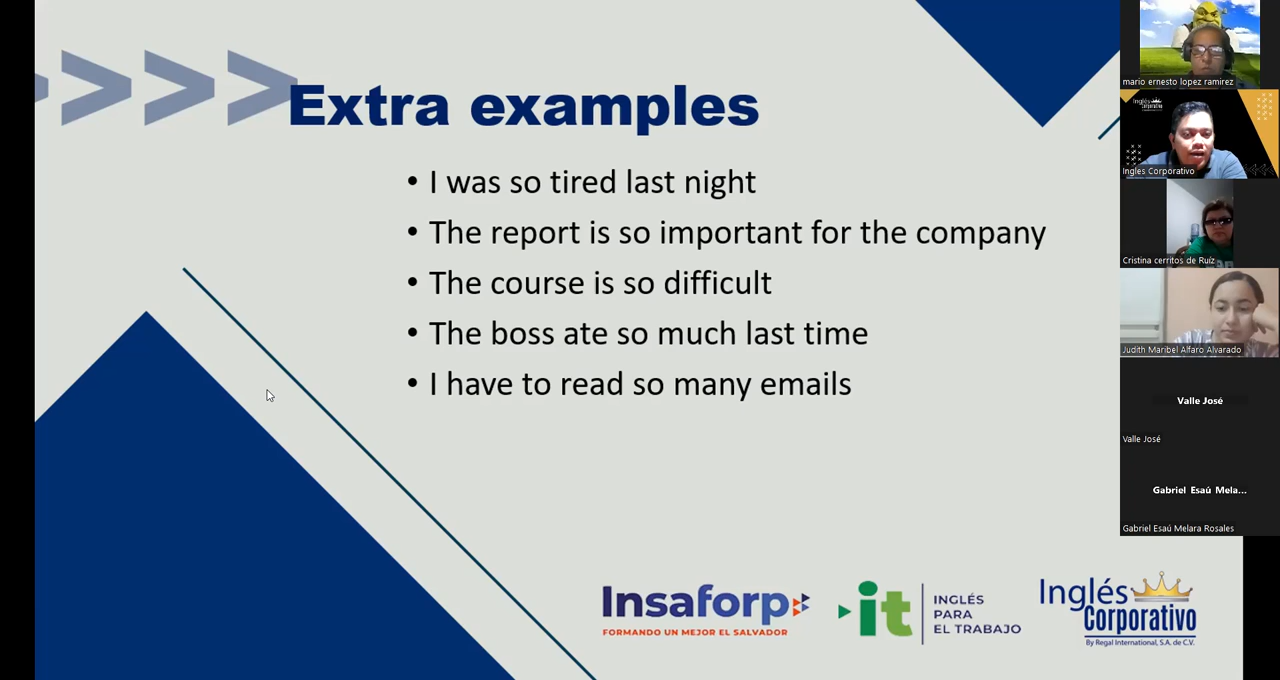 Extra examples
• I was so tired last night
• The report is so important for the company
• The course is so difficult
• The boss ate so much last time
• I have to read so many emails
Insaforp
FORMANDO UN MEJOR EL SALVADOR
it
INGLÉS
PARA
EL TRABAJO
Inglés
Corporativo
By Regal International, S.A. de C.V.
mario ernesto lopez ramirez
Ingles Corporativo
Cristina cerritos de Ruíz
Judith Maribel Alfaro Alvarado
Valle José
Valle José
Gabriel Esaú Mela...
Gabriel Esaú Melara Rosales